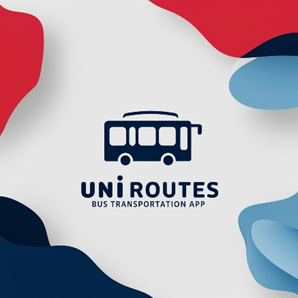 UNi ROUTES
BUS TRANSPORTATION APP